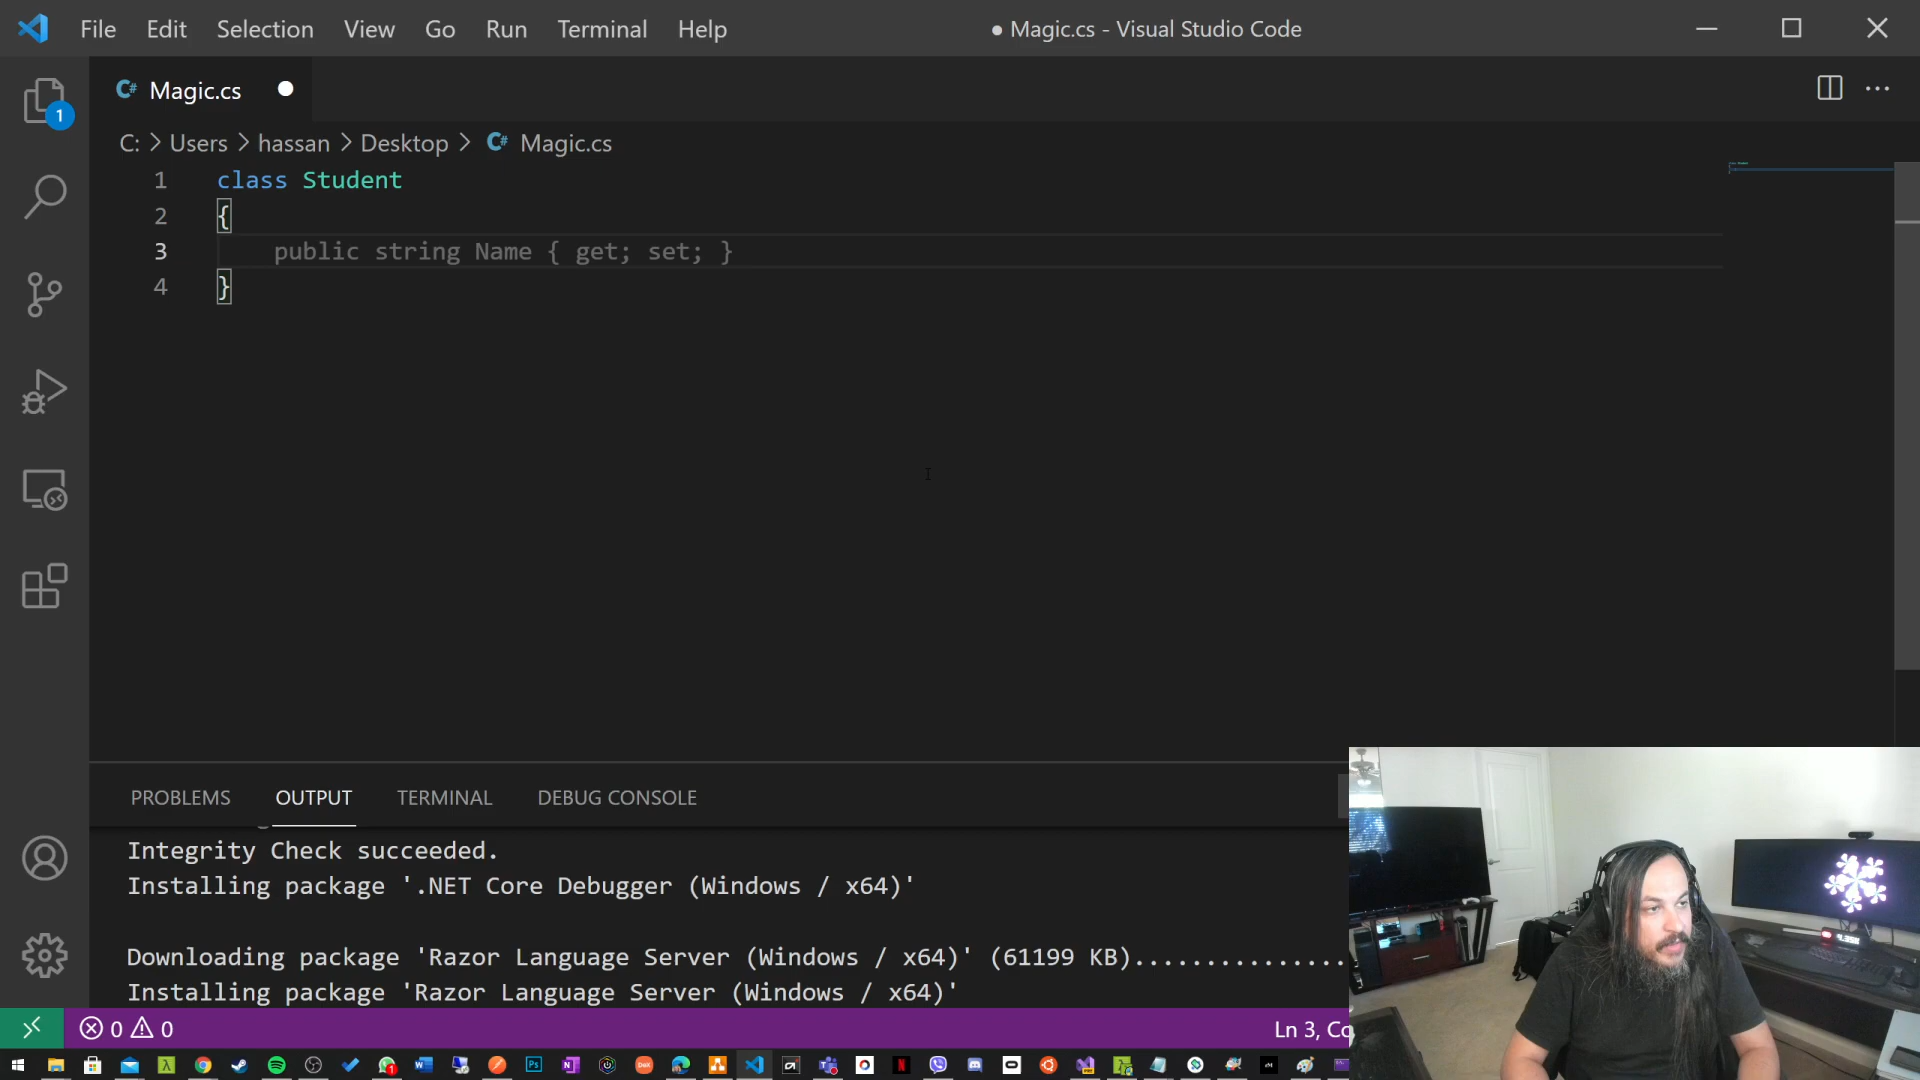 File Edit Selection View Go Run Terminal Help ● Magic.cs - Visual Studio Code
C# Magic.cs
1
C: > Users > hassan > Desktop > C# Magic.cs
1 class Student
2 {
3 public string Name { get; set; }
4 }
PROBLEMS OUTPUT TERMINAL DEBUG CONSOLE
Integrity Check succeeded.
Installing package '.NET Core Debugger (Windows / x64)'
Downloading package 'Razor Language Server (Windows / x64)' (61199 KB)................
Installing package 'Razor Language Server (Windows / x64)'
0 0 Ln 3, Co